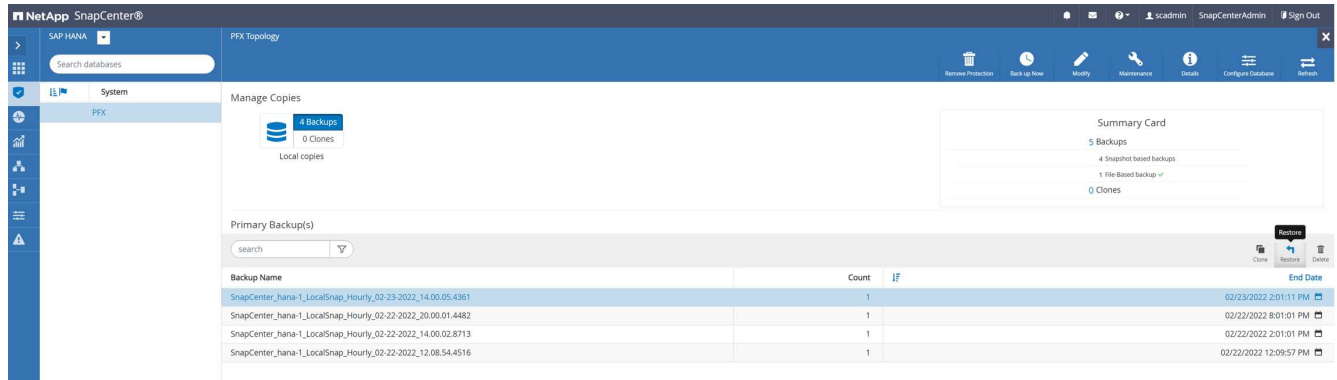 NetApp SnapCenter®
scadmin SnapCenterAdmin Sign Out
SAP HANA
PFX Topology
Search databases
Remove Protection Back up Now Modify Maintenance Details Configure Database Refresh
System
PFX
Manage Copies
4 Backups
0 Clones
Local copies
Summary Card
5 Backups
4 Snapshot based backups
1 File-Based backup ✓
0 Clones
Primary Backup(s)
search
Restore
Clone Restore Delete
Backup Name Count End Date
SnapCenter_hana-1_LocalSnap_Hourly_02-23-2022_14.00.05.4361 1 02/23/2022 2:01:11 PM
SnapCenter_hana-1_LocalSnap_Hourly_02-22-2022_20.00.01.4482 1 02/22/2022 8:01:01 PM
SnapCenter_hana-1_LocalSnap_Hourly_02-22-2022_14.00.02.8713 1 02/22/2022 2:01:01 PM
SnapCenter_hana-1_LocalSnap_Hourly_02-22-2022_12.08.54.4516 1 02/22/2022 12:09:57 PM